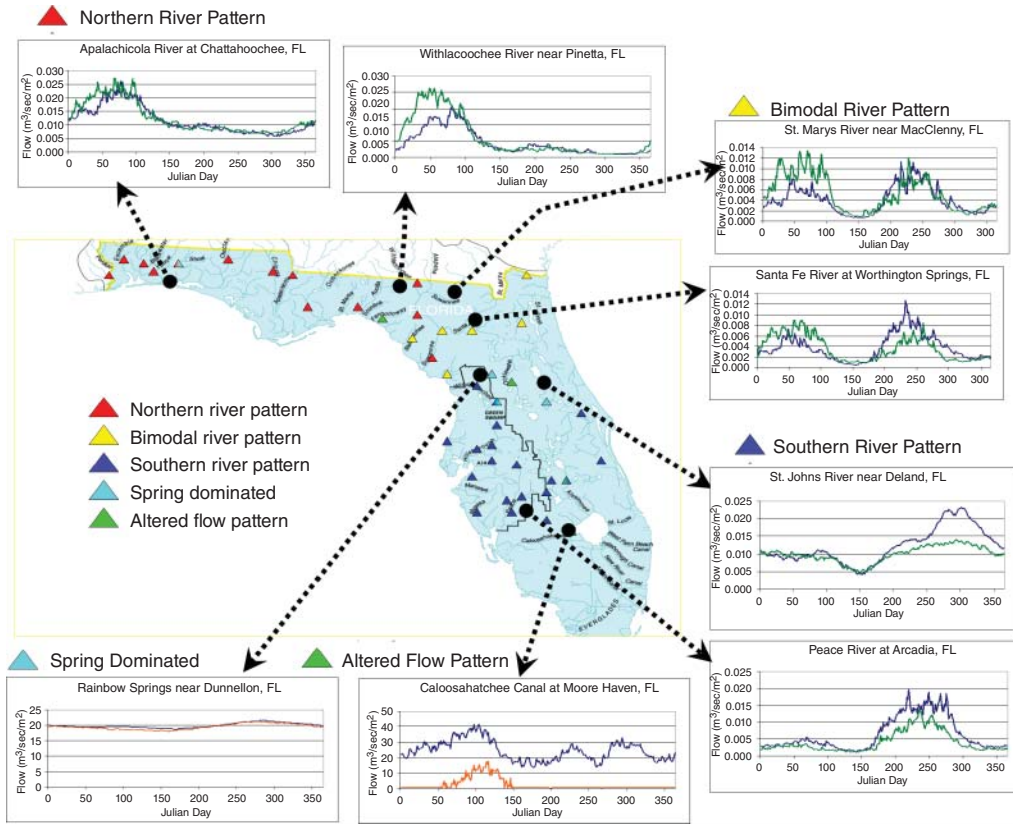 Northern River Pattern
Apalachicola River at Chattahoochee, FL
Flow (m³/sec/m²)
0.030
0.025
0.020
0.015
0.010
0.005
0.000
0 50 100 150 200 250 300 350
Julian Day
Withlacoochee River near Pinetta, FL
Flow (m³/sec/m²)
0.030
0.020
0.015
0.010
0.005
0.000
0 50 100 150 200 250 300 350
Julian Day
Bimodal River Pattern
St. Marys River near MacClenny, FL
Flow (m³/sec/m²)
0.014
0.012
0.010
0.008
0.006
0.004
0.002
0.000
0 50 100 150 200 250 300 350
Julian Day
Santa Fe River at Worthington Springs, FL
Flow (m³/sec/m²)
0.014
0.012
0.010
0.008
0.006
0.004
0.002
0.000
0 50 100 150 200 250 300 350
Julian Day
FLORIDA
GREEN SWAMP
St. Lucie
West Palm Beach
Canal
EVERGLADES
Northern river pattern
Bimodal river pattern
Southern river pattern
Spring dominated
Altered flow pattern
Southern River Pattern
St. Johns River near Deland, FL
Flow (m³/sec/m²)
0.025
0.020
0.015
0.010
0.005
0.000
0 50 100 150 200 250 300 350
Julian Day
Peace River at Arcadia, FL
Flow (m³/sec/m²)
0.025
0.020
0.015
0.010
0.005
0.000
0 50 100 150 200 250 300 350
Julian Day
Spring Dominated
Rainbow Springs near Dunnellon, FL
Flow (m³/sec/m²)
25
20
15
10
5
0
0 50 100 150 200 250 300 350
Julian Day
Altered Flow Pattern
Caloosahatchee Canal at Moore Haven, FL
Flow (m³/sec/m²)
50
40
30
20
10
0
0 50 100 150 200 250 300 350
Julian Day